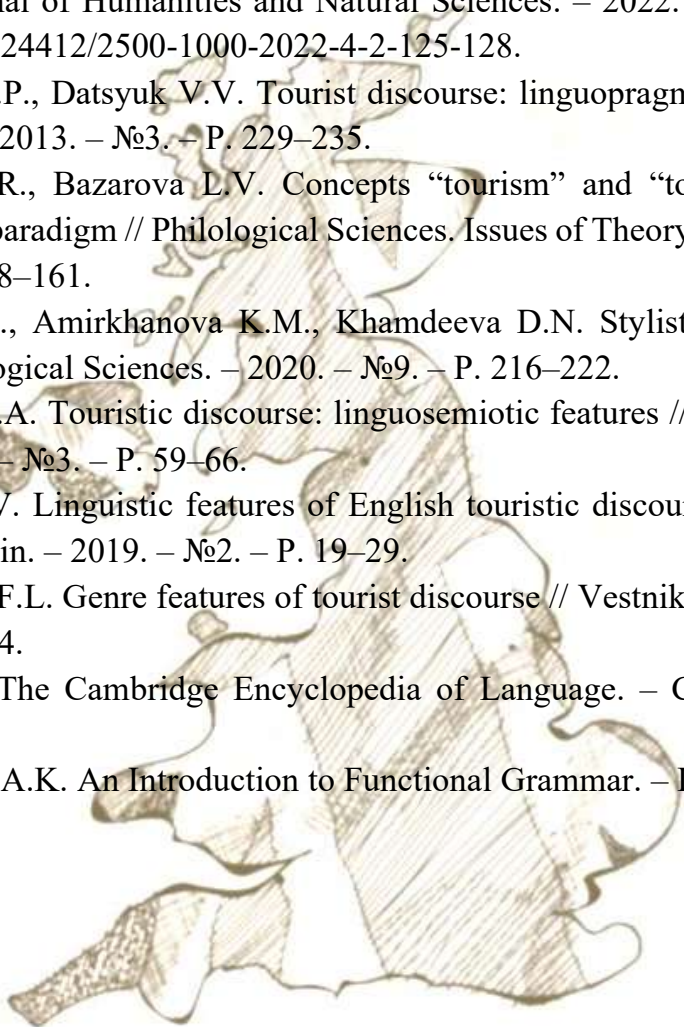 al of Humanities and Natural Sciences. – 2022.
24412/2500-1000-2022-4-2-125-128.
.P., Datsyuk V.V. Tourist discourse: linguopragn
2013. – №3. – P. 229–235.
R., Bazarova L.V. Concepts “tourism” and “to
paradigm // Philological Sciences. Issues of Theory
8–161.
., Amirkhanova K.M., Khamdeeva D.N. Stylist
ogical Sciences. – 2020. – №9. – P. 216–222.
.A. Touristic discourse: linguosemiotic features //
– №3. – P. 59–66.
V. Linguistic features of English touristic discour
in. – 2019. – №2. – P. 19–29.
F.L. Genre features of tourist discourse // Vestnik
4.
The Cambridge Encyclopedia of Language. – C
A.K. An Introduction to Functional Grammar. –